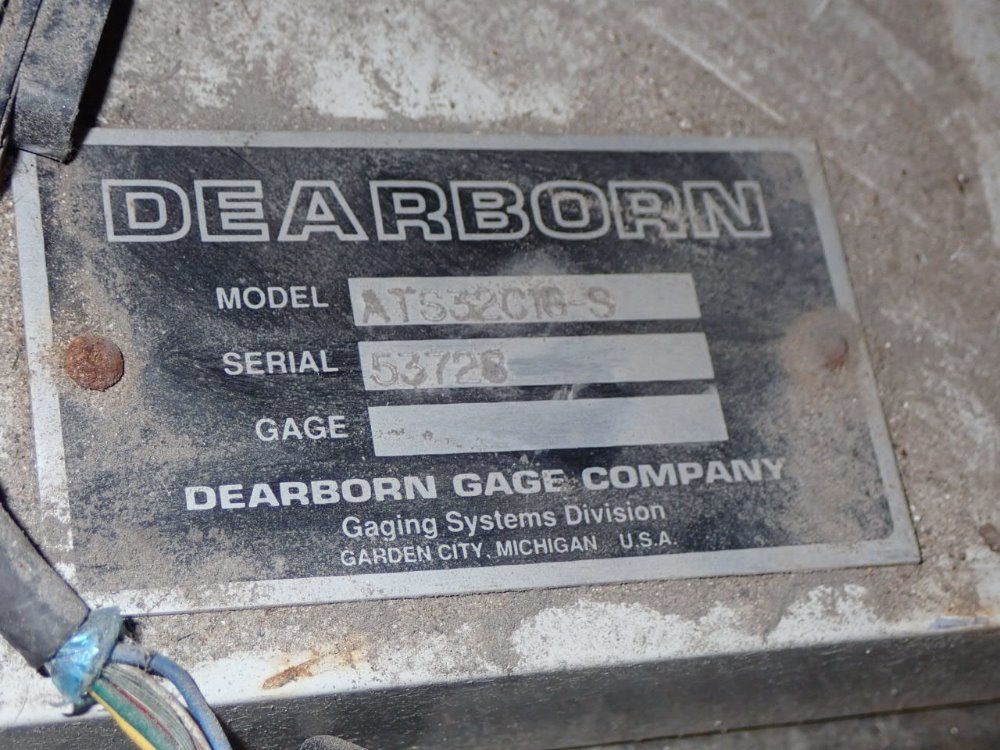 DEARBORN
MODEL ATS32C16-S
SERIAL 53728
GAGE
DEARBORN GAGE COMPANY
Gaging Systems Division
GARDEN CITY, MICHIGAN U.S.A.